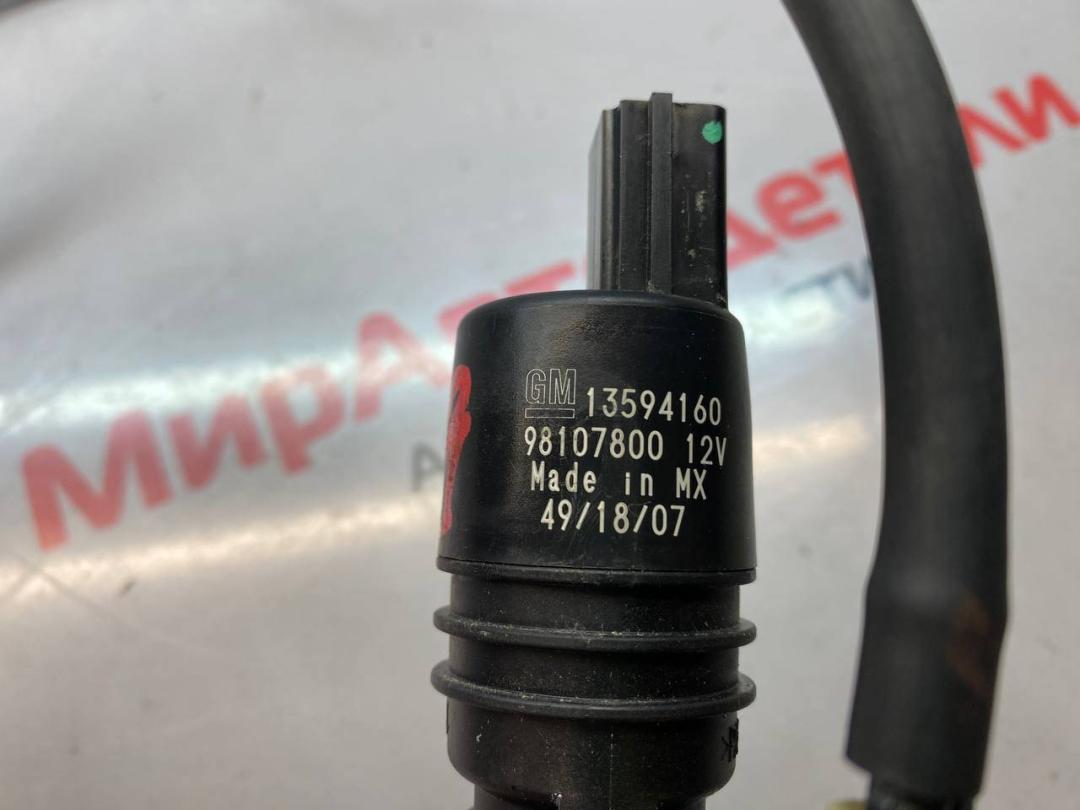 GM 13594160
98107800 12V
Made in MX
49/18/07
МирАвтоДетали